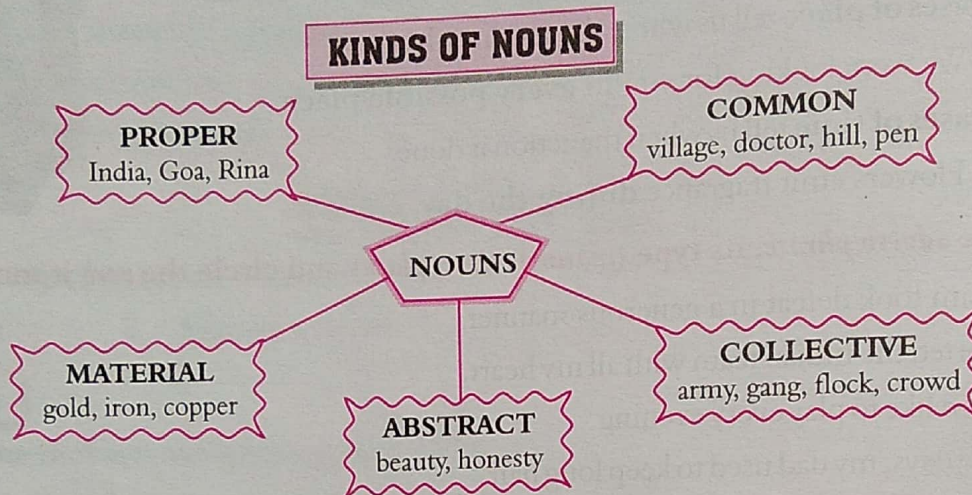 KINDS OF NOUNS
PROPER
India, Goa, Rina
COMMON
village, doctor, hill, pen
NOUNS
MATERIAL
gold, iron, copper
ABSTRACT
beauty, honesty
COLLECTIVE
army, gang, flock, crowd